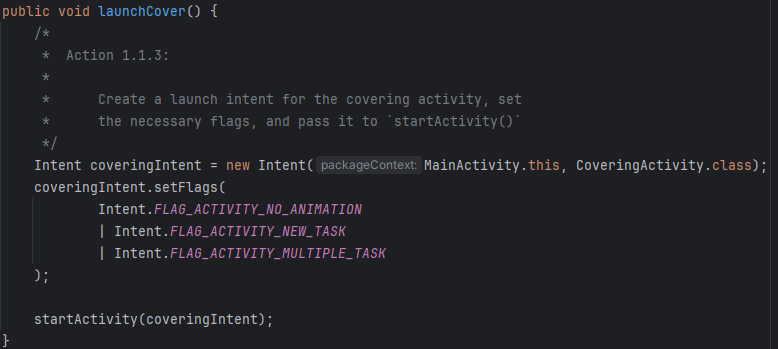 public void launchCover() {
/*
* Action 1.1.3:
*
* Create a launch intent for the covering activity, set
* the necessary flags, and pass it to `startActivity()`
*/
Intent coveringIntent = new Intent( packageContext: MainActivity.this, CoveringActivity.class);
coveringIntent.setFlags(
Intent.FLAG_ACTIVITY_NO_ANIMATION
| Intent.FLAG_ACTIVITY_NEW_TASK
| Intent.FLAG_ACTIVITY_MULTIPLE_TASK
);
startActivity(coveringIntent);
}